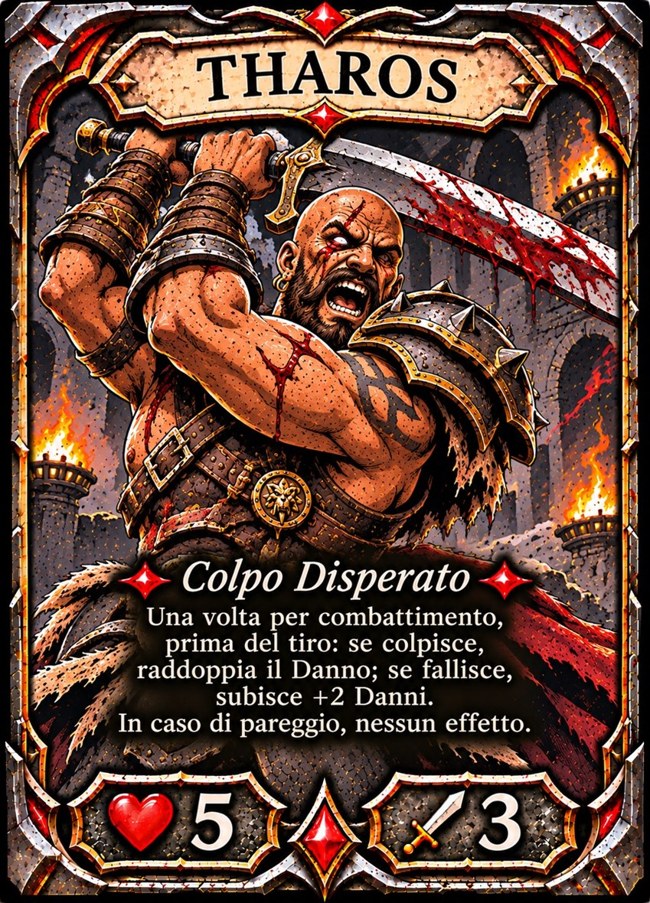 THAROS
Colpo Disperato
Una volta per combattimento,
prima del tiro: se colpisce,
raddoppia il Danno; se fallisce,
subisce +2 Danni.
In caso di pareggio, nessun effetto.
5
3